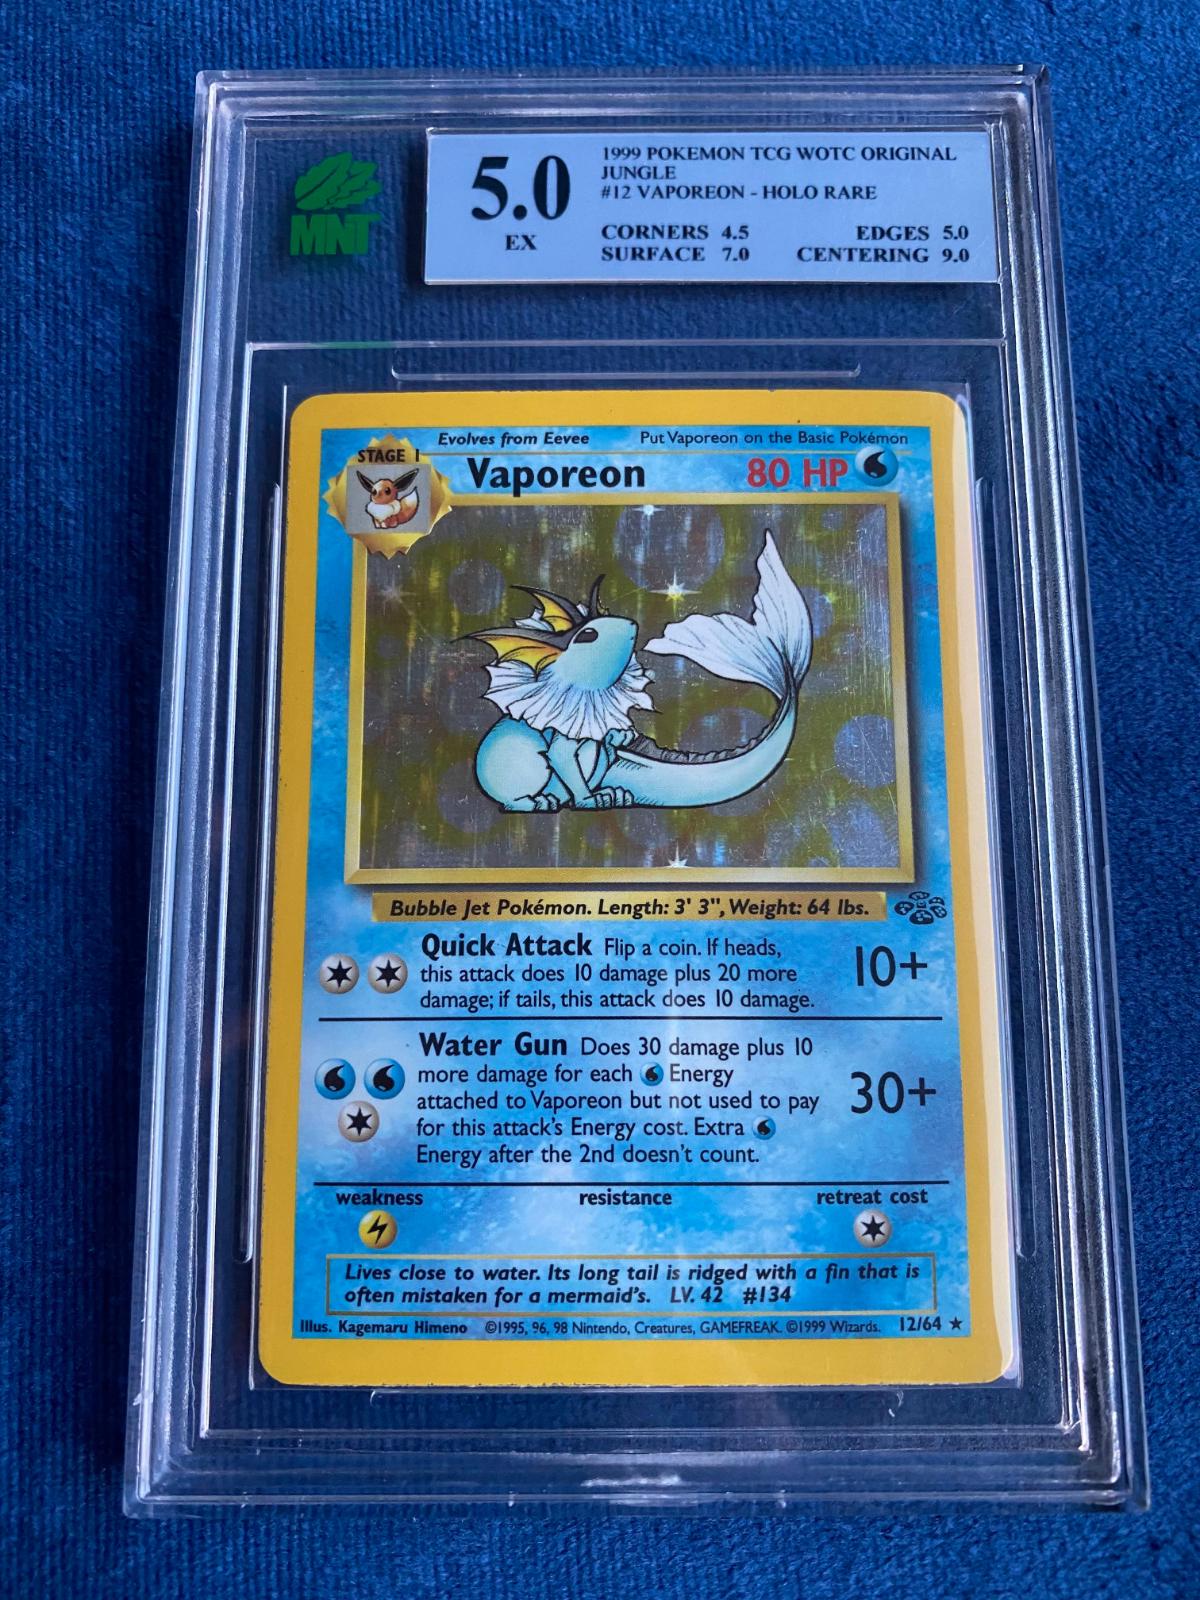 MNT
5.0
EX
1999 POKEMON TCG WOTC ORIGINAL
JUNGLE
#12 VAPOREON - HOLO RARE
CORNERS 4.5 EDGES 5.0
SURFACE 7.0 CENTERING 9.0
Evolves from Eevee Put Vaporeon on the Basic Pokémon
STAGE 1
Vaporeon 80 HP
Bubble Jet Pokémon. Length: 3' 3", Weight: 64 lbs.
Quick Attack Flip a coin. If heads,
this attack does 10 damage plus 20 more
damage; if tails, this attack does 10 damage.
10+
Water Gun Does 30 damage plus 10
more damage for each Energy
attached to Vaporeon but not used to pay
for this attack's Energy cost. Extra
Energy after the 2nd doesn't count.
30+
weakness resistance retreat cost
Lives close to water. Its long tail is ridged with a fin that is
often mistaken for a mermaid's. LV. 42 #134
Illus. Kagemaru Himeno ©1995, 96, 98 Nintendo, Creatures, GAMEFREAK. ©1999 Wizards. 12/64 ★